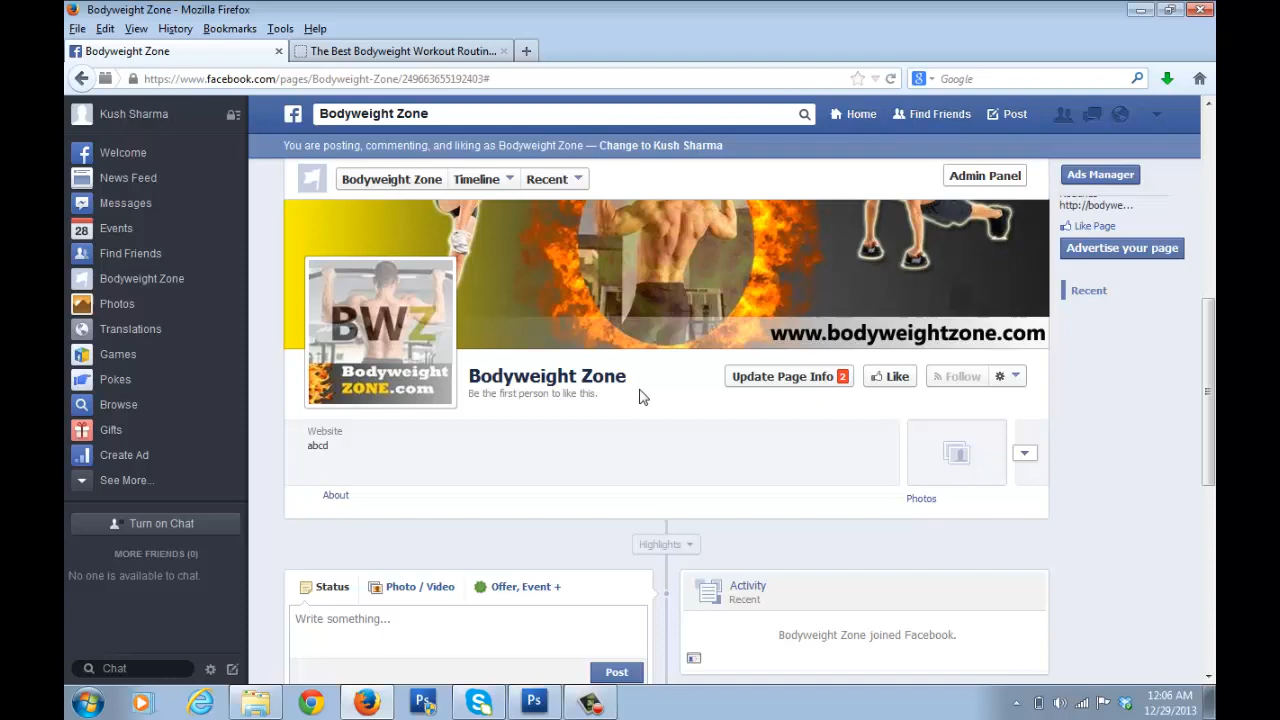 Bodyweight Zone - Mozilla Firefox
File Edit View History Bookmarks Tools Help
Bodyweight Zone × The Best Bodyweight Workout Routin... × +
https://www.facebook.com/pages/Bodyweight-Zone/249663655192403# Google
Kush Sharma
Bodyweight Zone
Home Find Friends Post
You are posting, commenting, and liking as Bodyweight Zone — Change to Kush Sharma
Welcome
News Feed
Messages
28 Events
Find Friends
Bodyweight Zone
Photos
Translations
Games
Pokes
Browse
Gifts
Create Ad
See More...
Turn on Chat
MORE FRIENDS (0)
No one is available to chat.
Chat
Bodyweight Zone Timeline Recent Admin Panel
Ads Manager
http://bodywe...
Like Page
Advertise your page
Recent
www.bodyweightzone.com
BWZ
Bodyweight
ZONE.com
Bodyweight Zone
Be the first person to like this.
Update Page Info 2 Like Follow
Website
abcd
About
Photos
Highlights
Status Photo / Video Offer, Event +
Write something...
Post
Activity
Recent
Bodyweight Zone joined Facebook.
Ps Ps
12:06 AM
12/29/2013